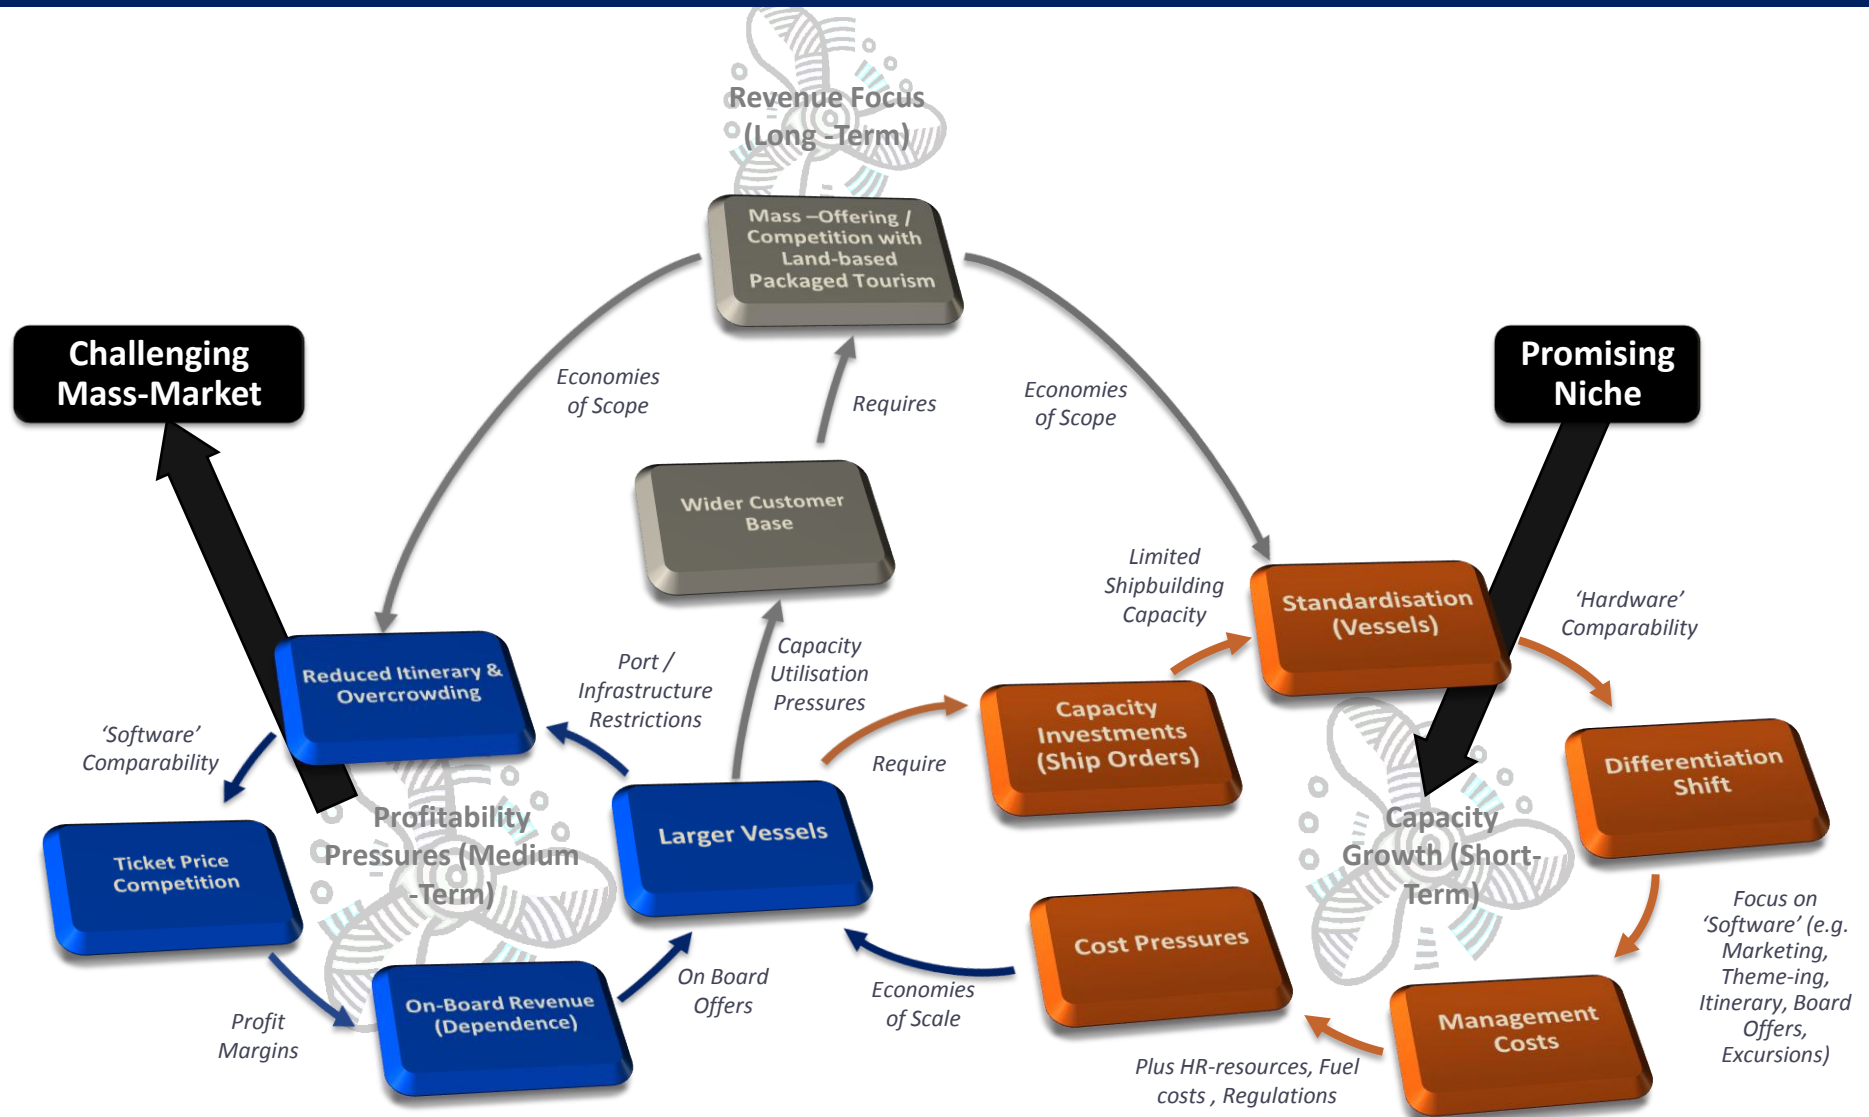 Revenue Focus
(Long -Term)
Mass –Offering /
Competition with
Land-based
Packaged Tourism
Challenging
Mass-Market
Promising
Niche
Economies
of Scope
Requires
Economies
of Scope
Wider Customer
Base
Limited
Shipbuilding
Capacity
Standardisation
(Vessels)
‘Hardware’
Comparability
Reduced Itinerary &
Overcrowding
Port /
Infrastructure
Restrictions
Capacity
Utilisation
Pressures
Capacity
Investments
(Ship Orders)
‘Software’
Comparability
Require
Differentiation
Shift
Profitability
Pressures (Medium
-Term)
Larger Vessels
Capacity
Growth (Short-
Term)
Ticket Price
Competition
Cost Pressures
Focus on
‘Software’ (e.g.
Marketing,
Theme-ing,
Itinerary, Board
Offers,
Excursions)
On Board
Offers
Economies
of Scale
On-Board Revenue
(Dependence)
Profit
Margins
Management
Costs
Plus HR-resources, Fuel
costs , Regulations